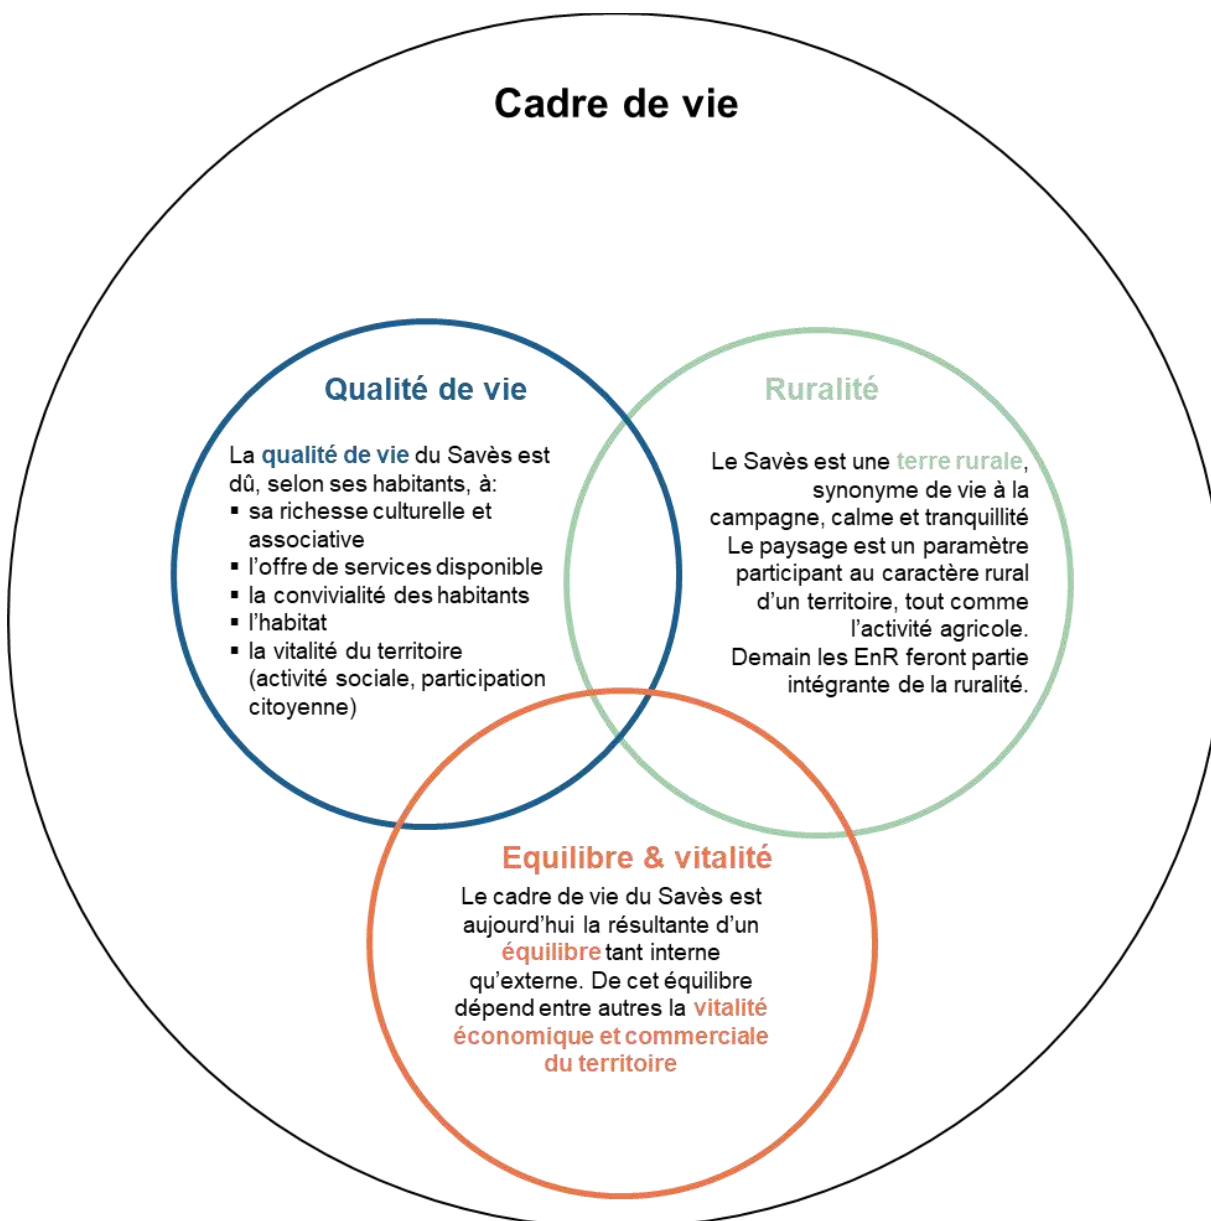 Cadre de vie
Qualité de vie
La qualité de vie du Savès est
dû, selon ses habitants, à:
▪ sa richesse culturelle et
associative
▪ l’offre de services disponible
▪ la convivialité des habitants
▪ l’habitat
▪ la vitalité du territoire
(activité sociale, participation
citoyenne)
Ruralité
Le Savès est une terre rurale,
synonyme de vie à la
campagne, calme et tranquillité
Le paysage est un paramètre
participant au caractère rural
d’un territoire, tout comme
l’activité agricole.
Demain les EnR feront partie
intégrante de la ruralité.
Equilibre & vitalité
Le cadre de vie du Savès est
aujourd’hui la résultante d’un
équilibre tant interne
qu’externe. De cet équilibre
dépend entre autres la vitalité
économique et commerciale
du territoire